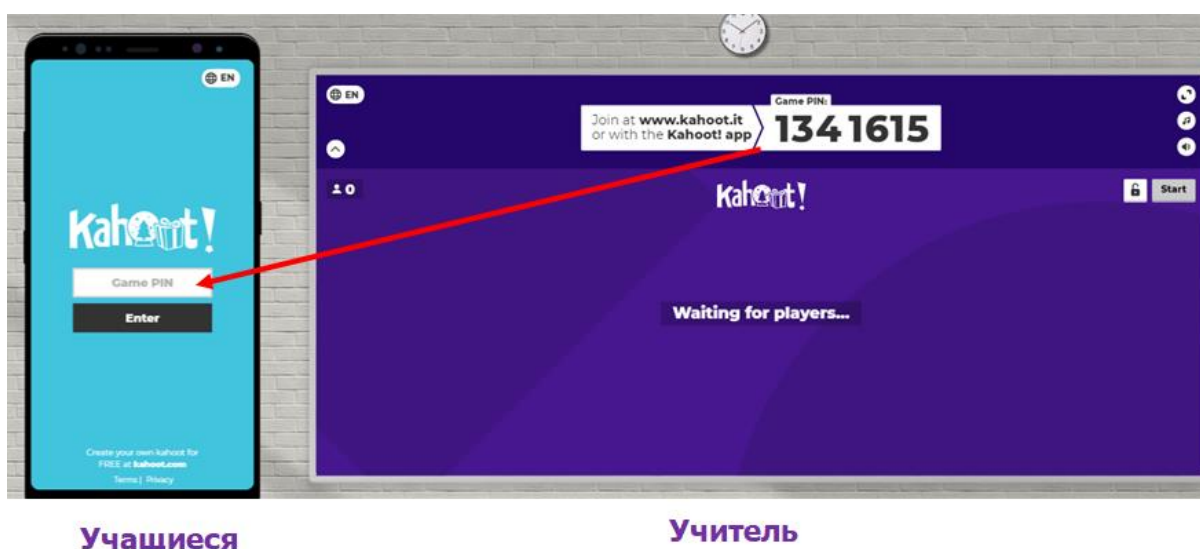 EN
Kahoot!
Game PIN
Enter
Create your own kahoot for
FREE at kahoot.com
Terms | Privacy
EN
Join at www.kahoot.it
or with the Kahoot! app
Game PIN:
134 1615
0
Kahoot!
Start
Waiting for players...
Учащиеся
Учитель